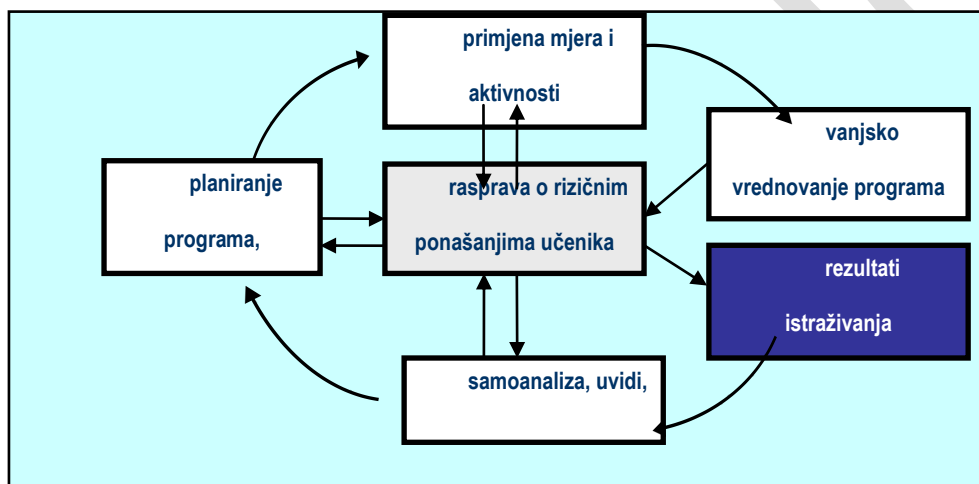 primjena mjera i
aktivnosti
vanjsko
vrednovanje programa
planiranje
programa,
rasprava o rizičnim
ponašanjima učenika
rezultati
istraživanja
samoanaliza, uvidi,